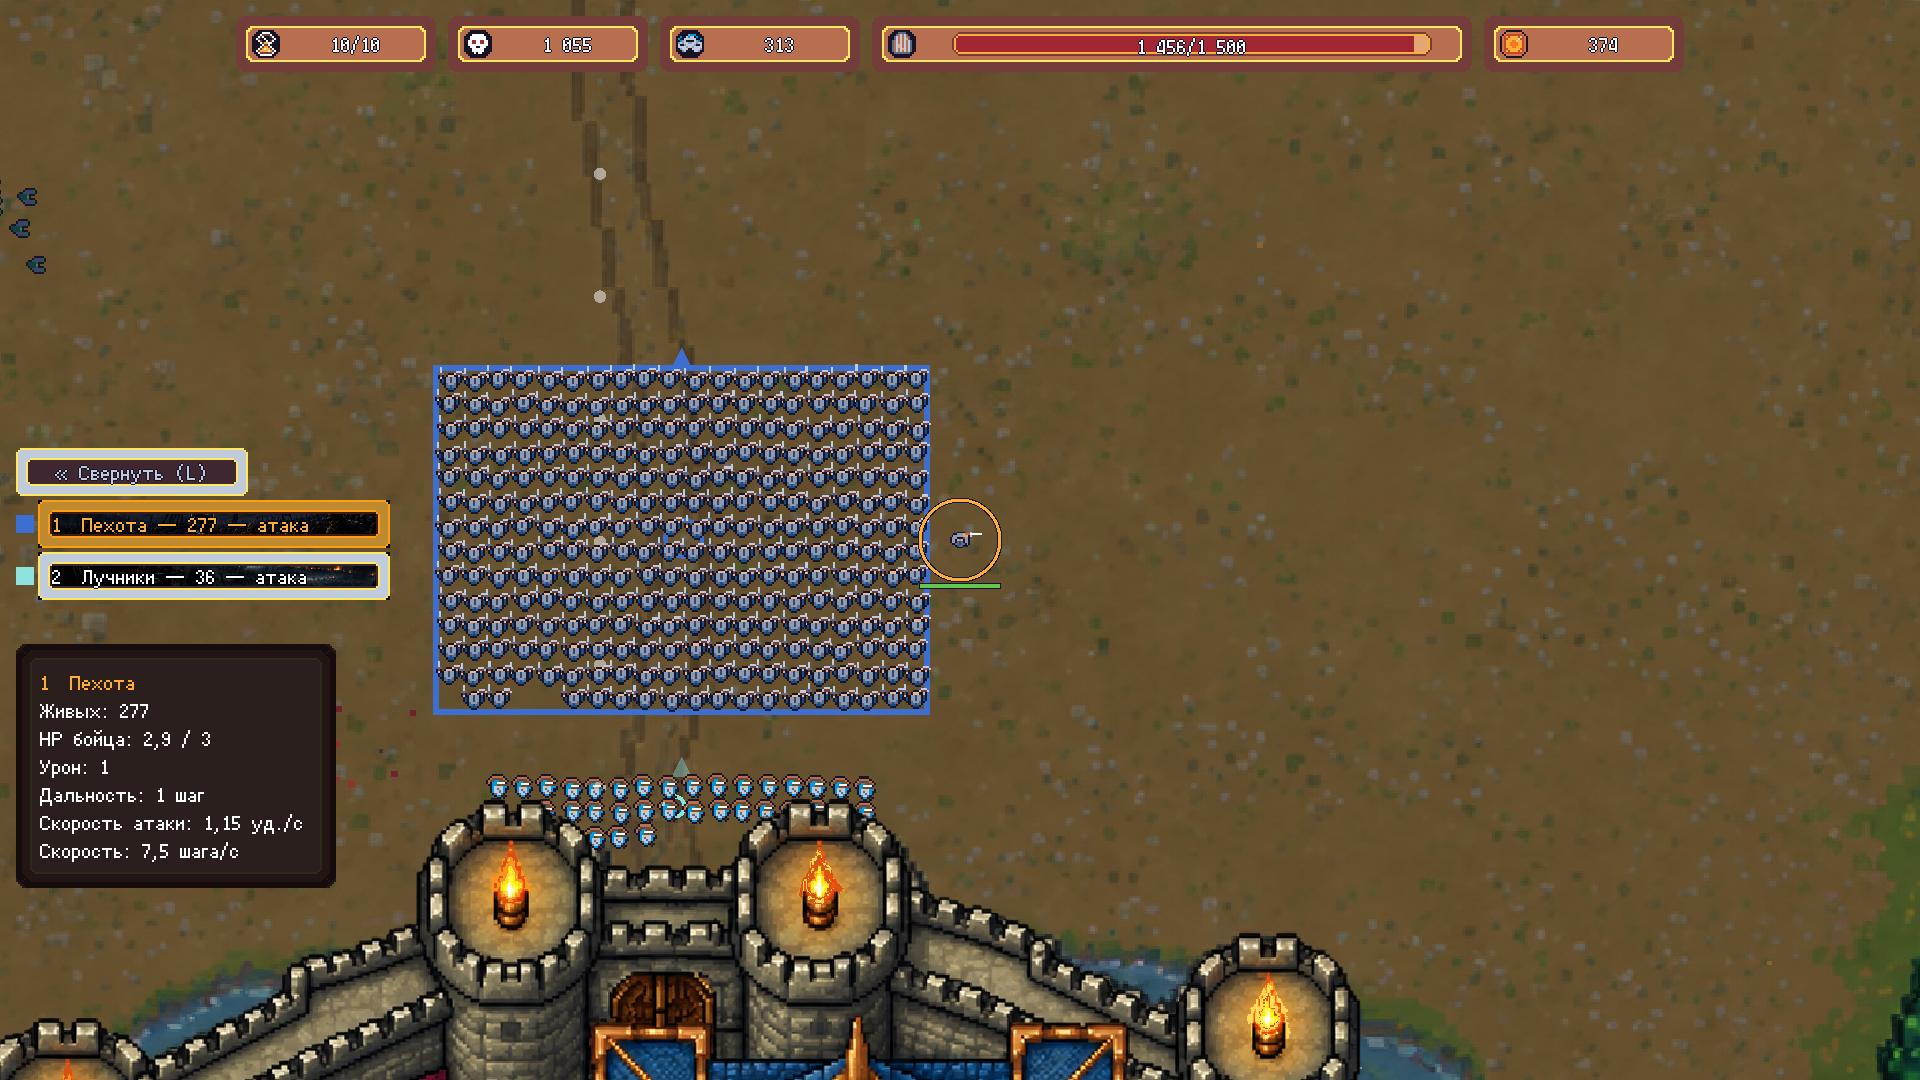 10/10
1 055
313
1 456/1 500
374
« Свернуть (L)
1 Пехота — 277 — атака
2 Лучники — 36 — атака
1 Пехота
Живых: 277
HP бойца: 2,9 / 3
Урон: 1
Дальность: 1 шаг
Скорость атаки: 1,15 уд./с
Скорость: 7,5 шага/с